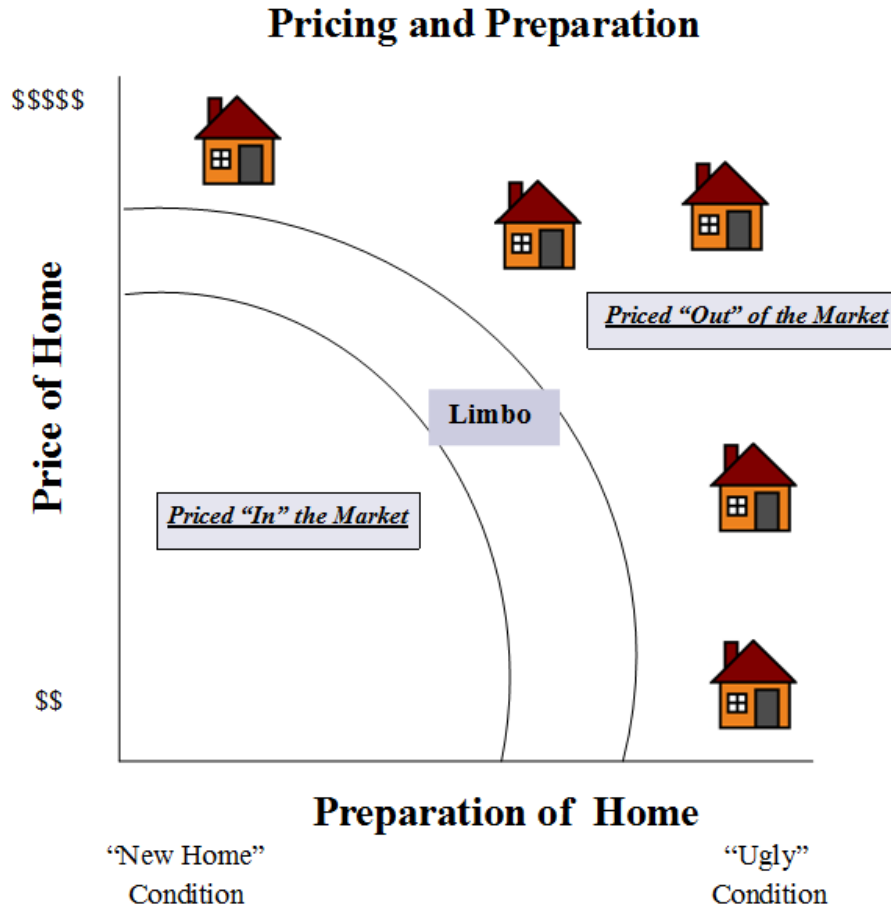 Pricing and Preparation
$$$$$
Price of Home
Priced “Out” of the Market
Limbo
Priced “In” the Market
$$
Preparation of Home
“New Home”
Condition
“Ugly”
Condition